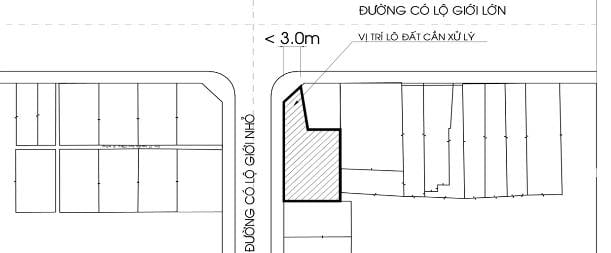 ĐƯỜNG CÓ LỘ GIỚI LỚN
< 3.0m
VỊ TRÍ LÔ ĐẤT CẦN XỬ LÝ
ĐƯỜNG CÓ LỘ GIỚI NHỎ